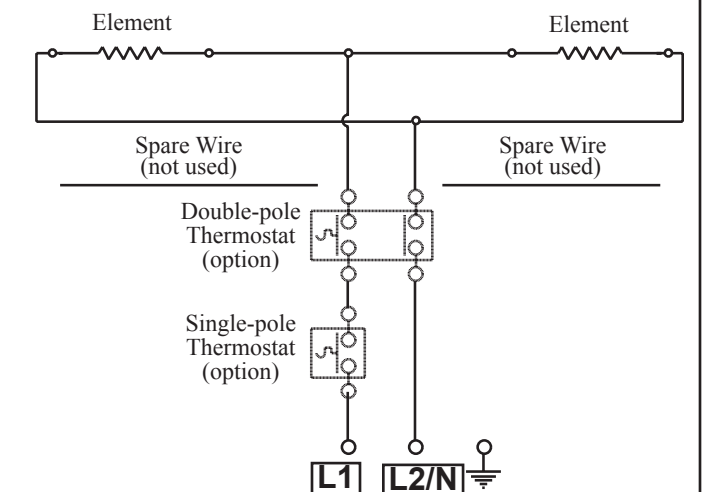 Element
Element
Spare Wire
(not used)
Spare Wire
(not used)
Double-pole
Thermostat
(option)
Single-pole
Thermostat
(option)
L1
L2/N